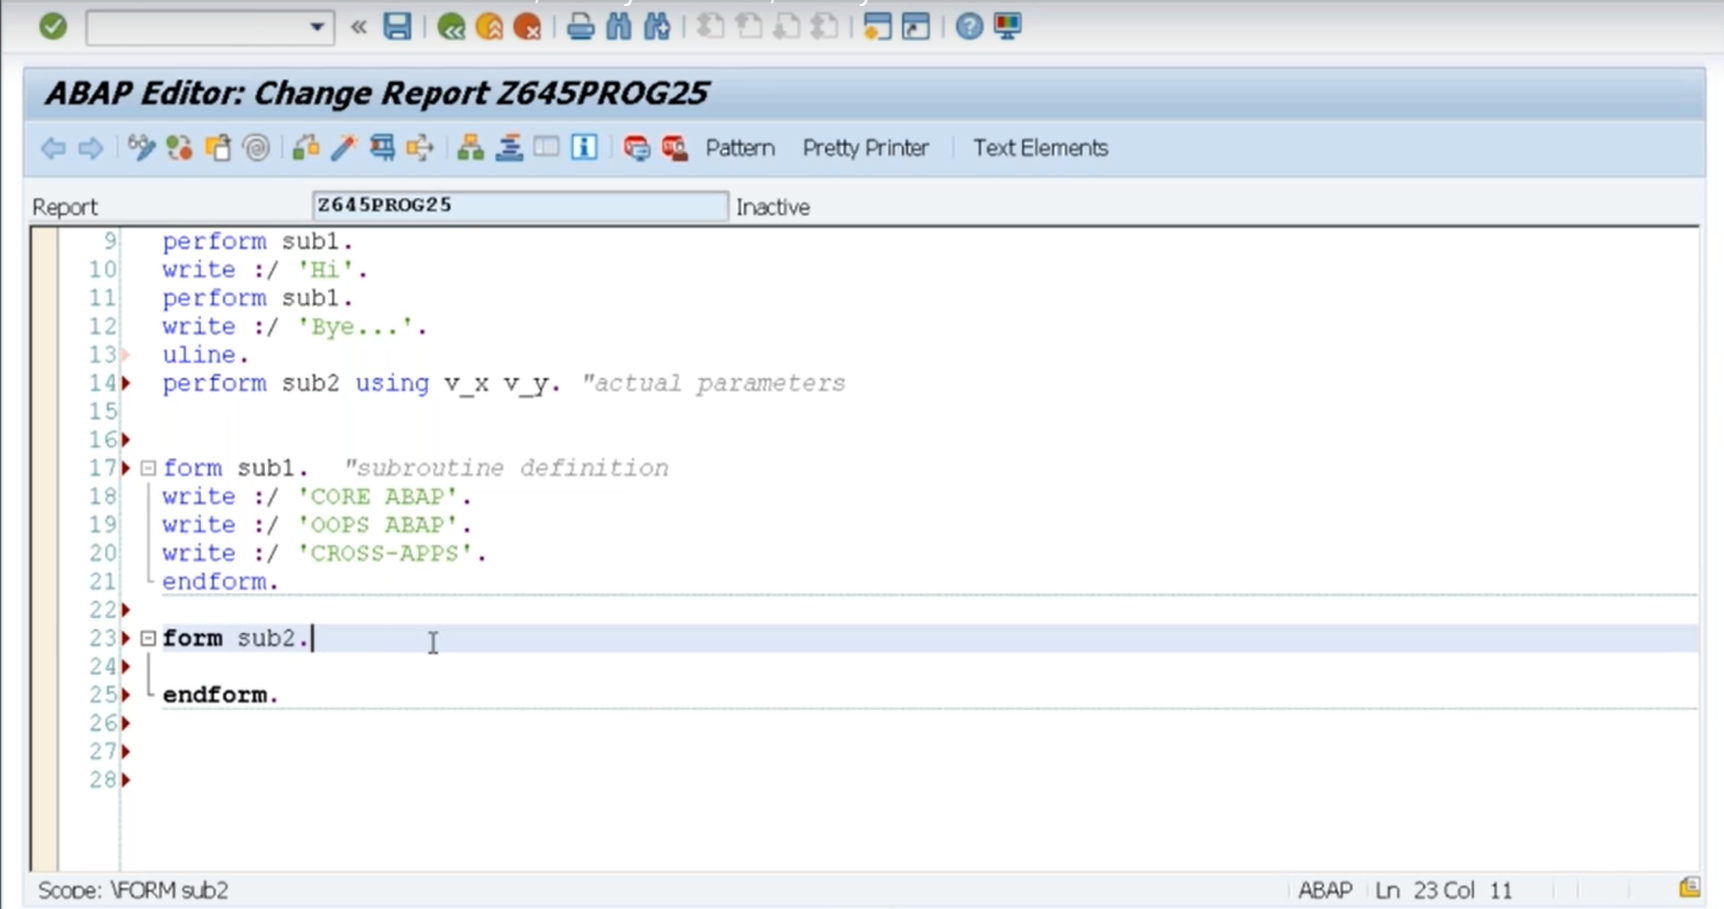 ABAP Editor: Change Report Z645PROG25
Pattern Pretty Printer Text Elements
Report Z645PROG25 Inactive
9 perform sub1.
10 write :/ 'Hi'.
11 perform sub1.
12 write :/ 'Bye...'.
13 uline.
14 perform sub2 using v_x v_y. "actual parameters
15
16
17 form sub1. "subroutine definition
18 write :/ 'CORE ABAP'.
19 write :/ 'OOPS ABAP'.
20 write :/ 'CROSS-APPS'.
21 endform.
22
23 form sub2.
24
25 endform.
26
27
28
Scope: \FORM sub2 ABAP Ln 23 Col 11